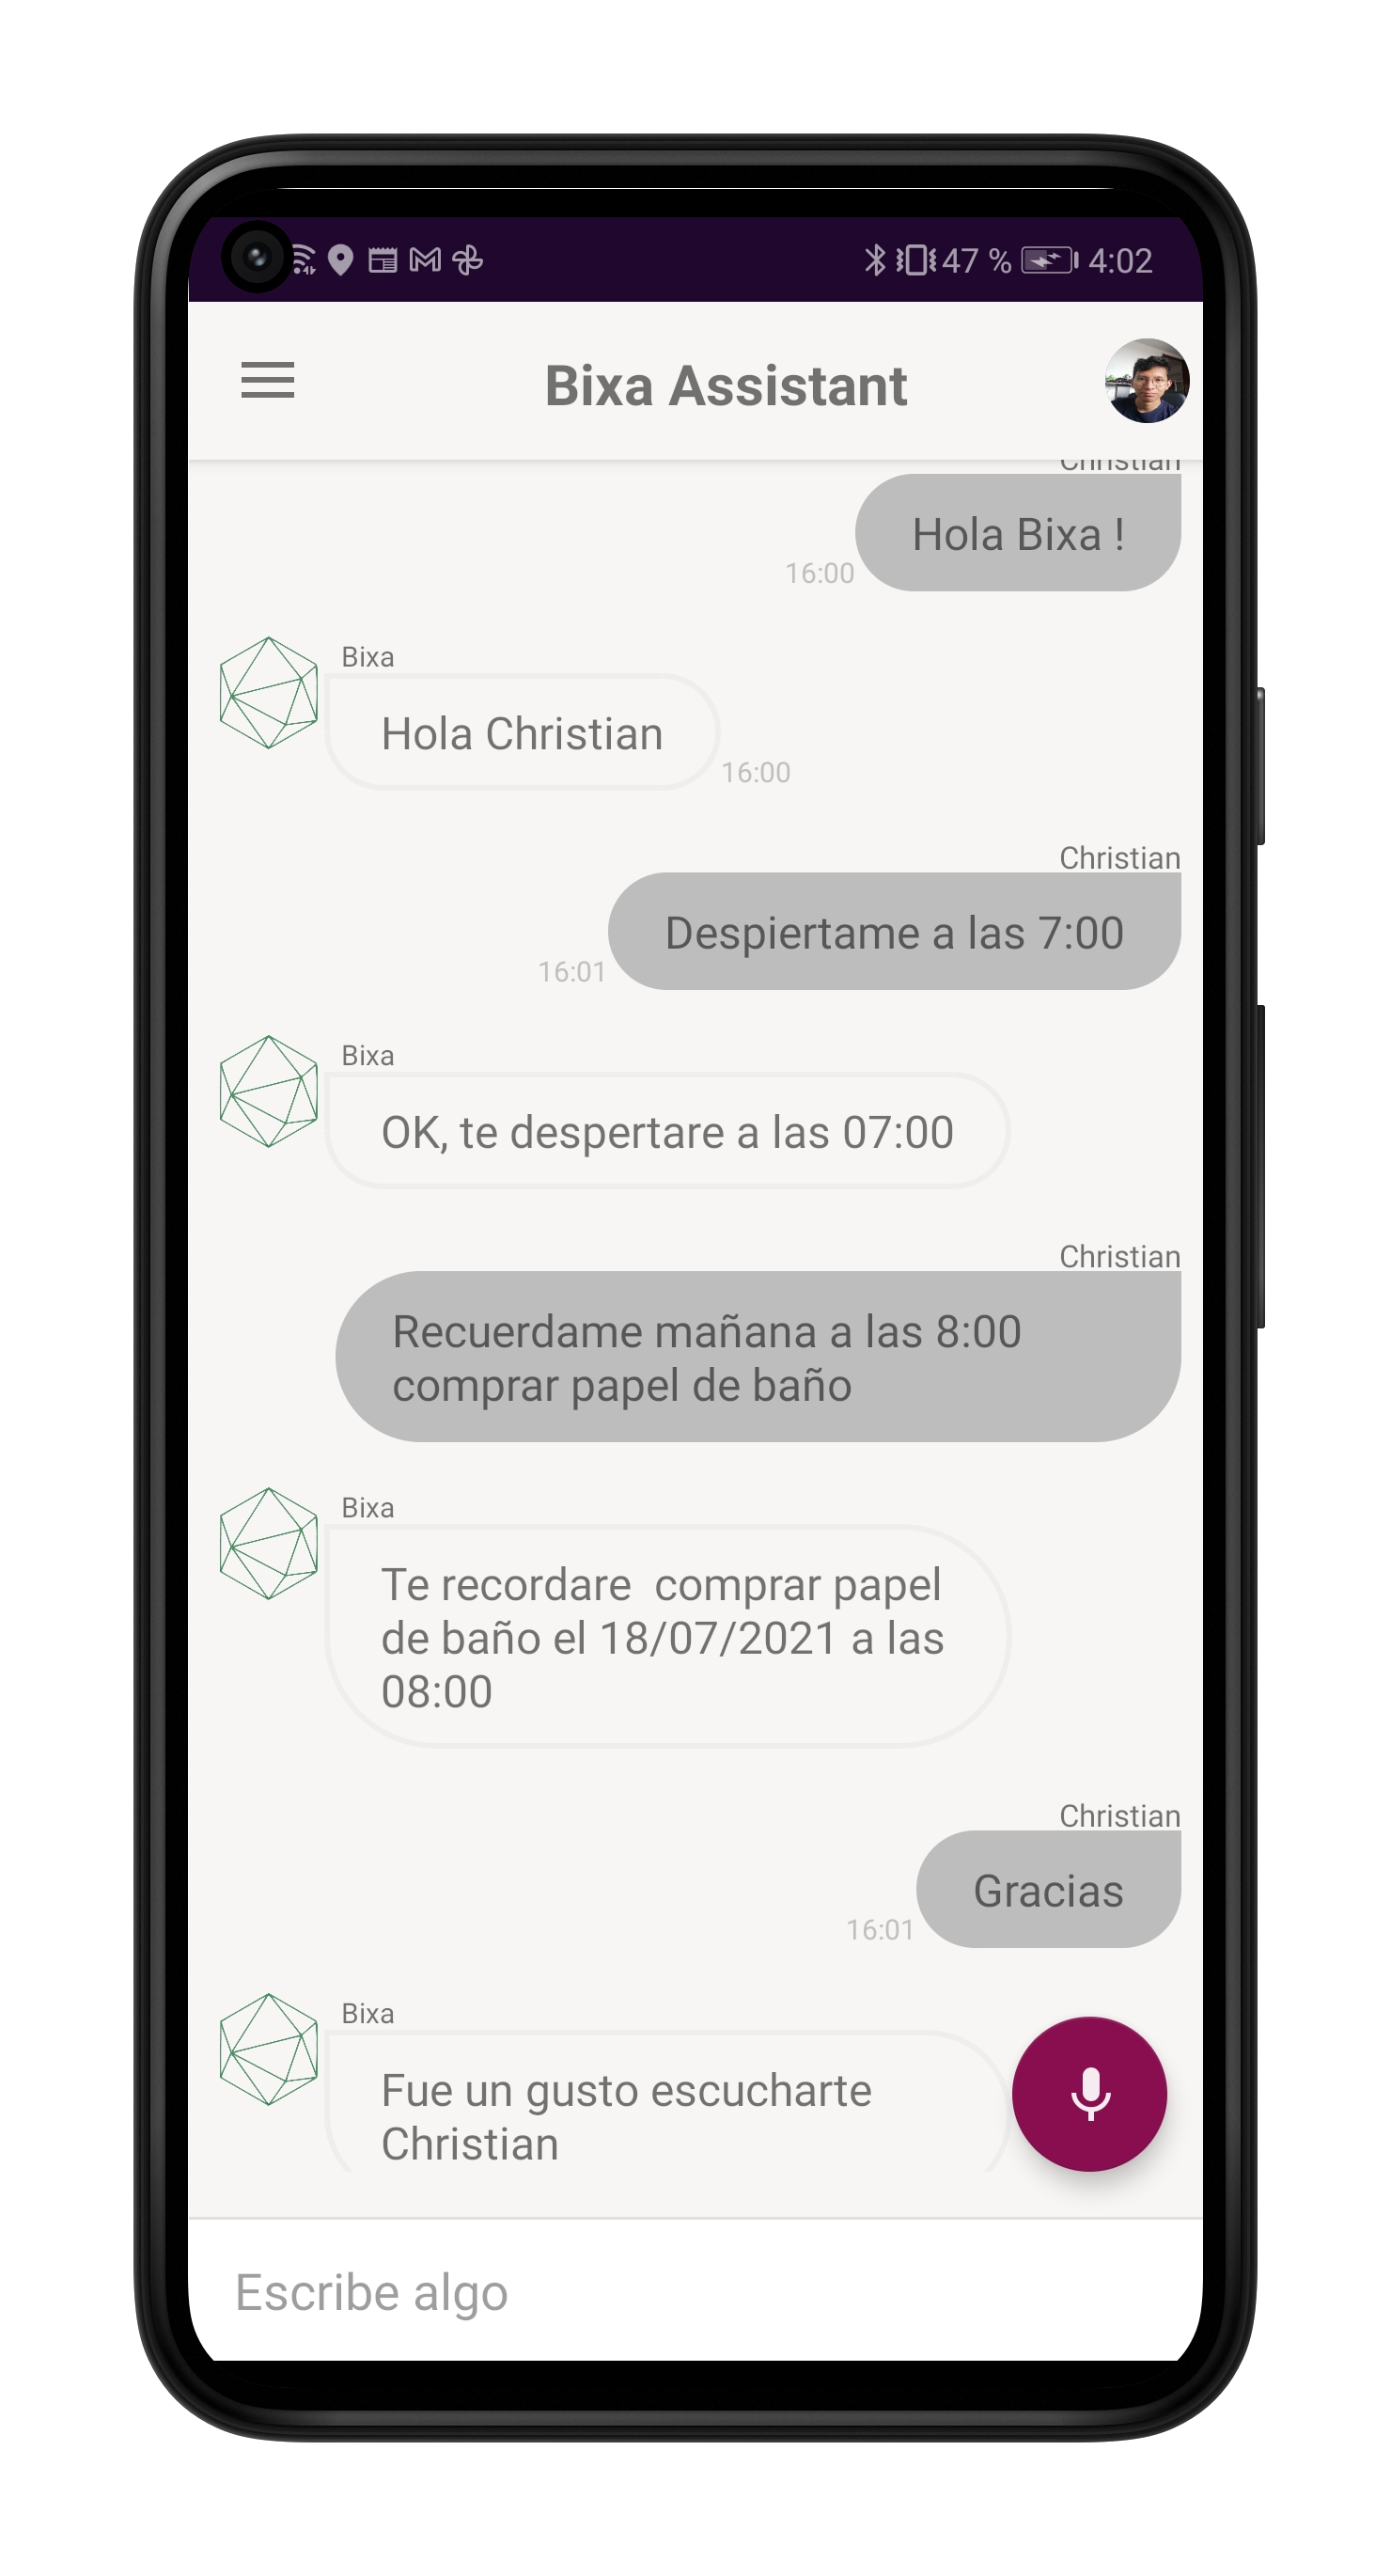 47 % 4:02
Bixa Assistant
Christian
Hola Bixa !
16:00
Bixa
Hola Christian
16:00
Christian
Despiertame a las 7:00
16:01
Bixa
OK, te despertare a las 07:00
Christian
Recuerdame mañana a las 8:00
comprar papel de baño
Bixa
Te recordare  comprar papel
de baño el 18/07/2021 a las
08:00
Christian
Gracias
16:01
Bixa
Fue un gusto escucharte
Christian
Escribe algo